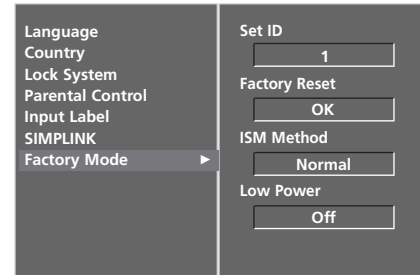 Language
Country
Lock System
Parental Control
Input Label
SIMPLINK
Factory Mode ►
Set ID
1
Factory Reset
OK
ISM Method
Normal
Low Power
Off